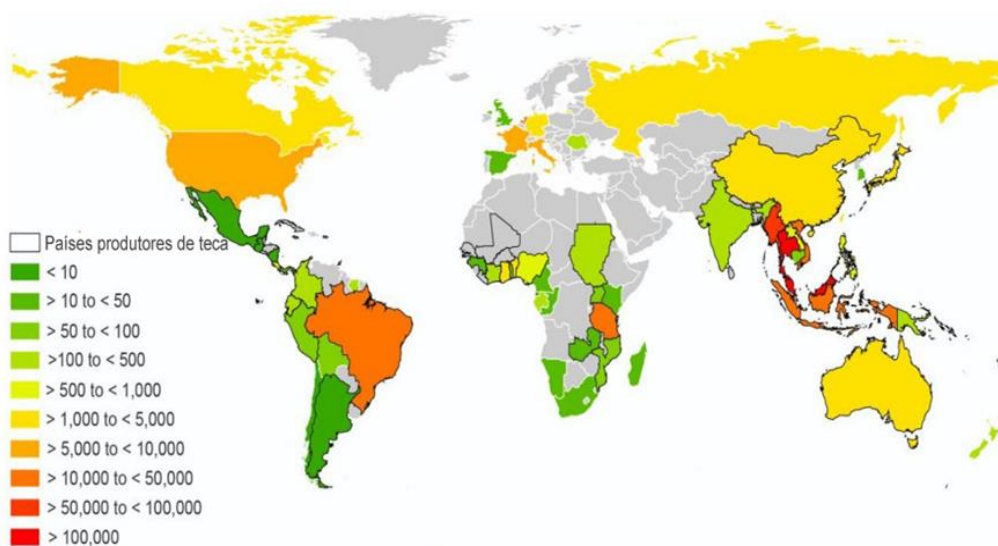 Países produtores de teca
< 10
> 10 to < 50
> 50 to < 100
>100 to < 500
> 500 to < 1,000
> 1,000 to < 5,000
> 5,000 to < 10,000
> 10,000 to < 50,000
> 50,000 to < 100,000
> 100,000